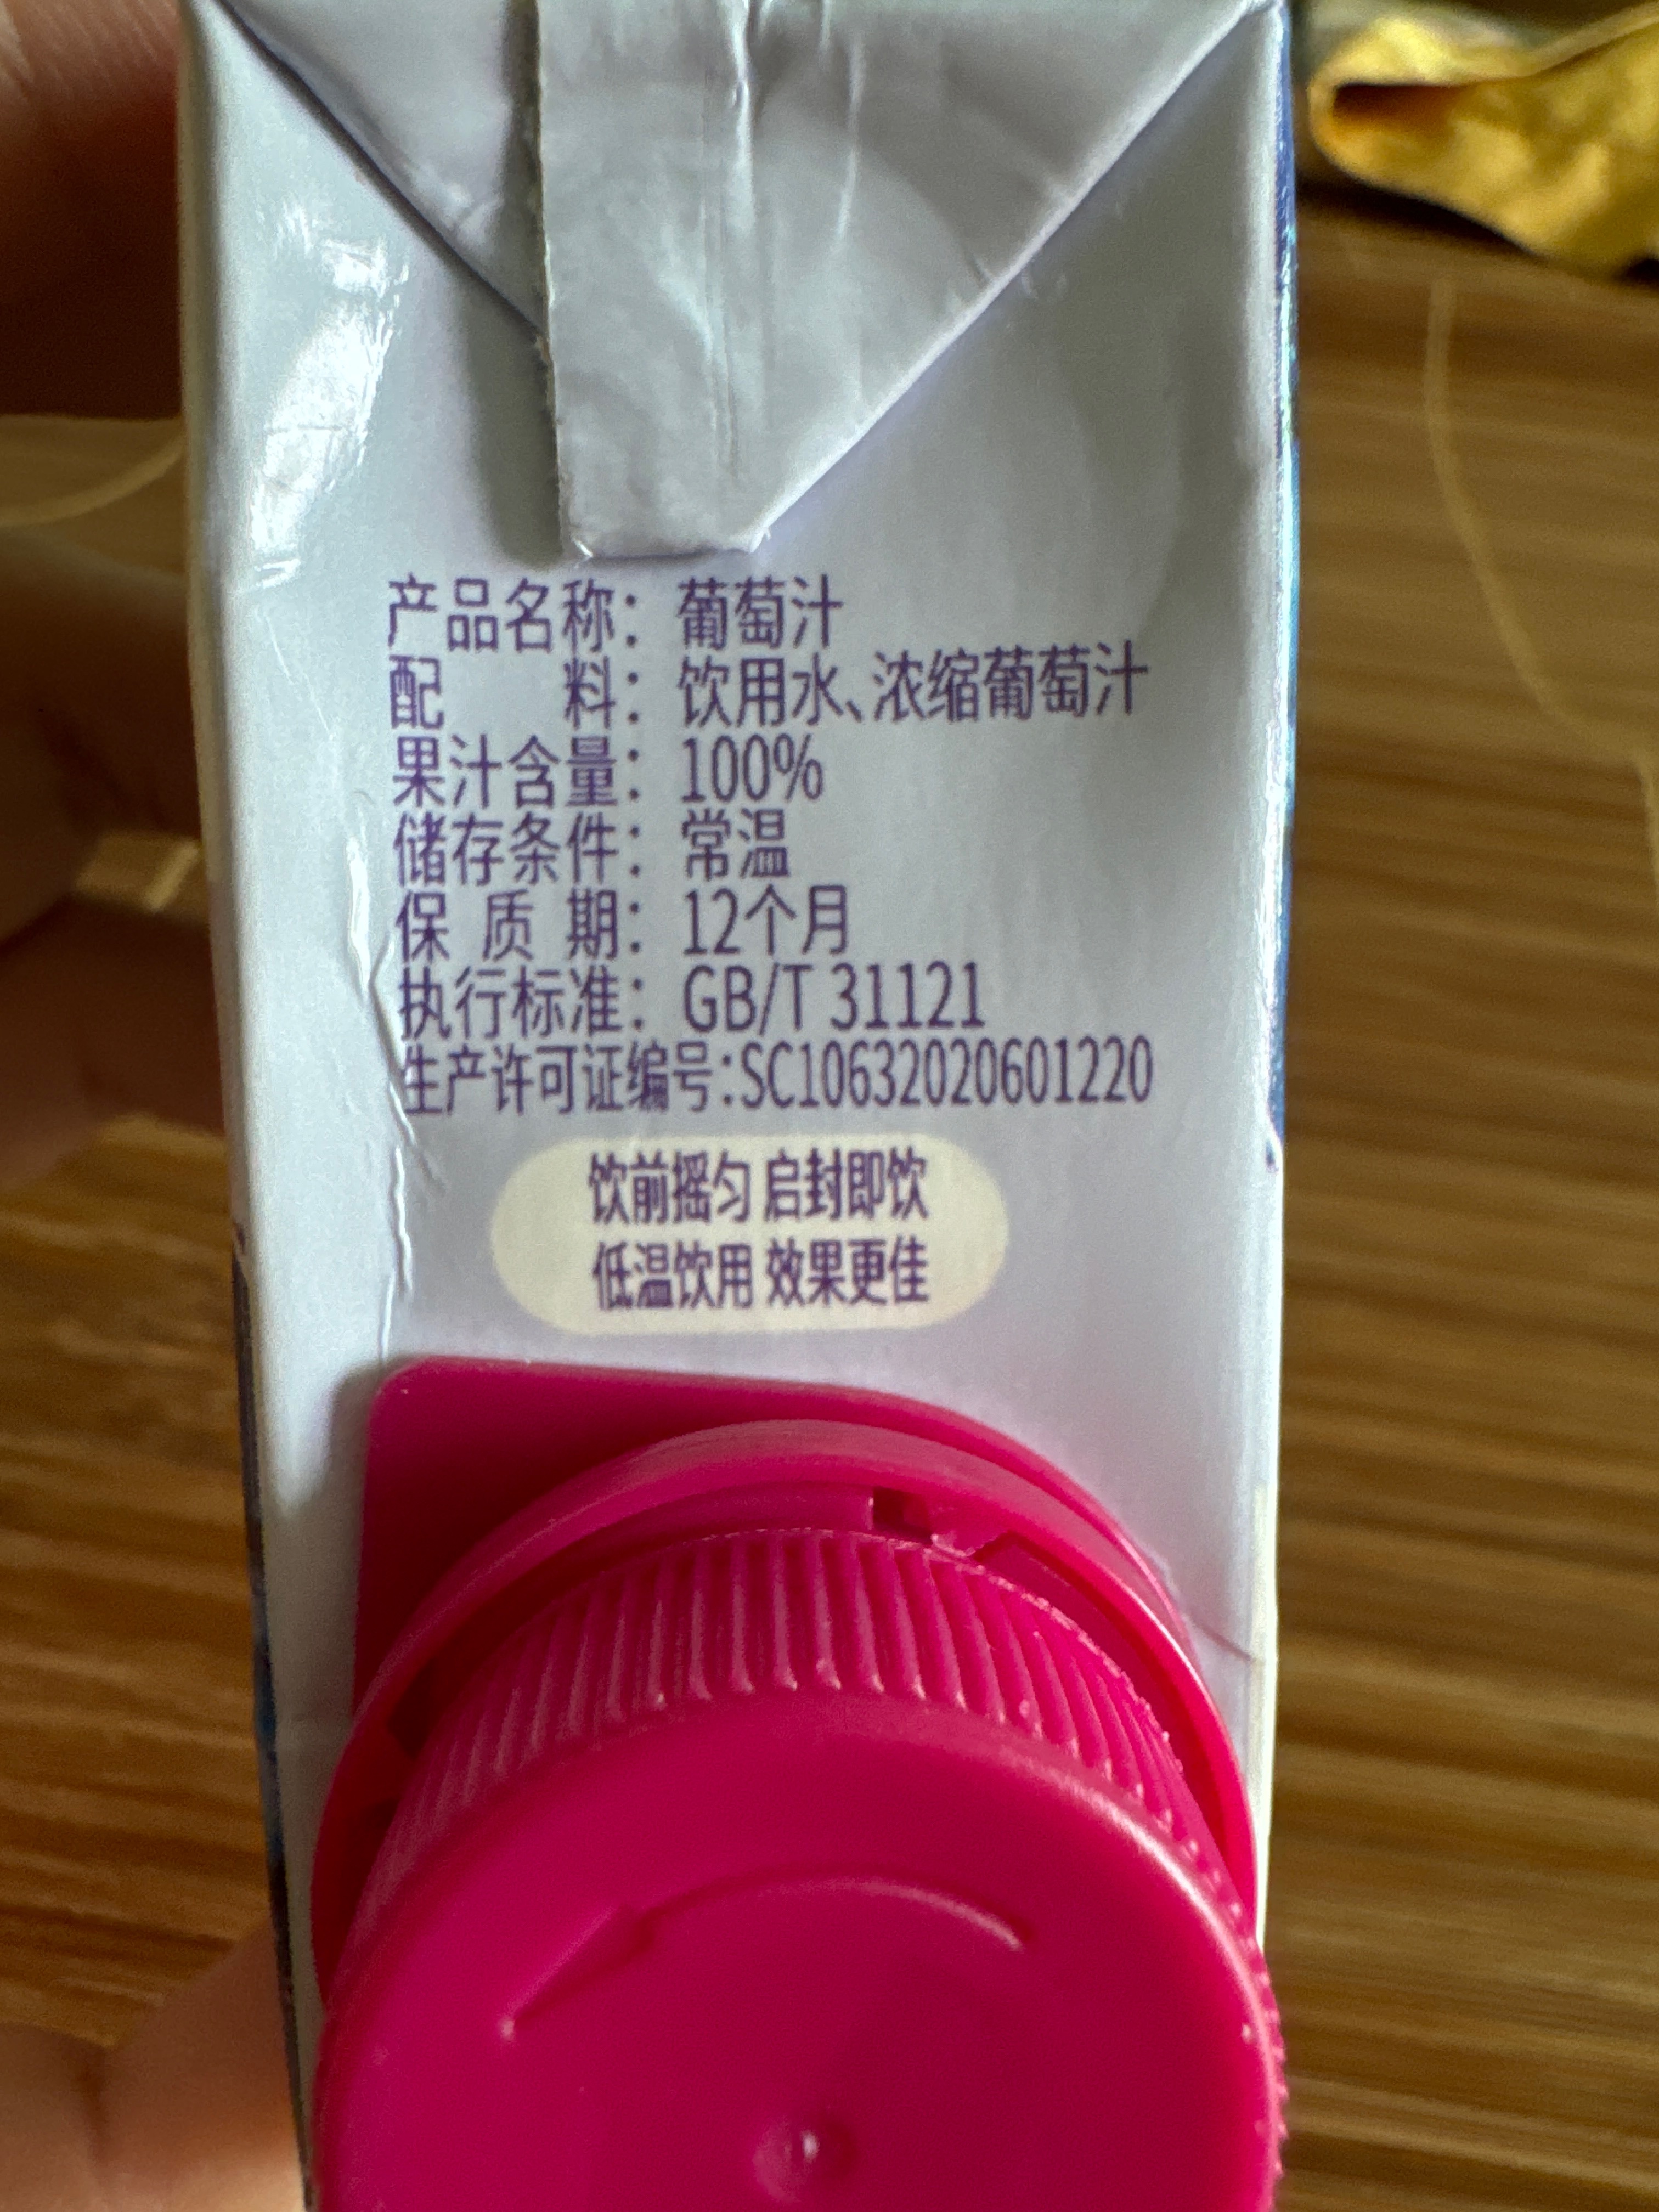 产品名称：葡萄汁
配料：饮用水、浓缩葡萄汁
果汁含量：100%
储存条件：常温
保质期：12个月
执行标准：GB/T 31121
生产许可证编号：SC10632020601220
饮前摇匀 启封即饮
低温饮用 效果更佳